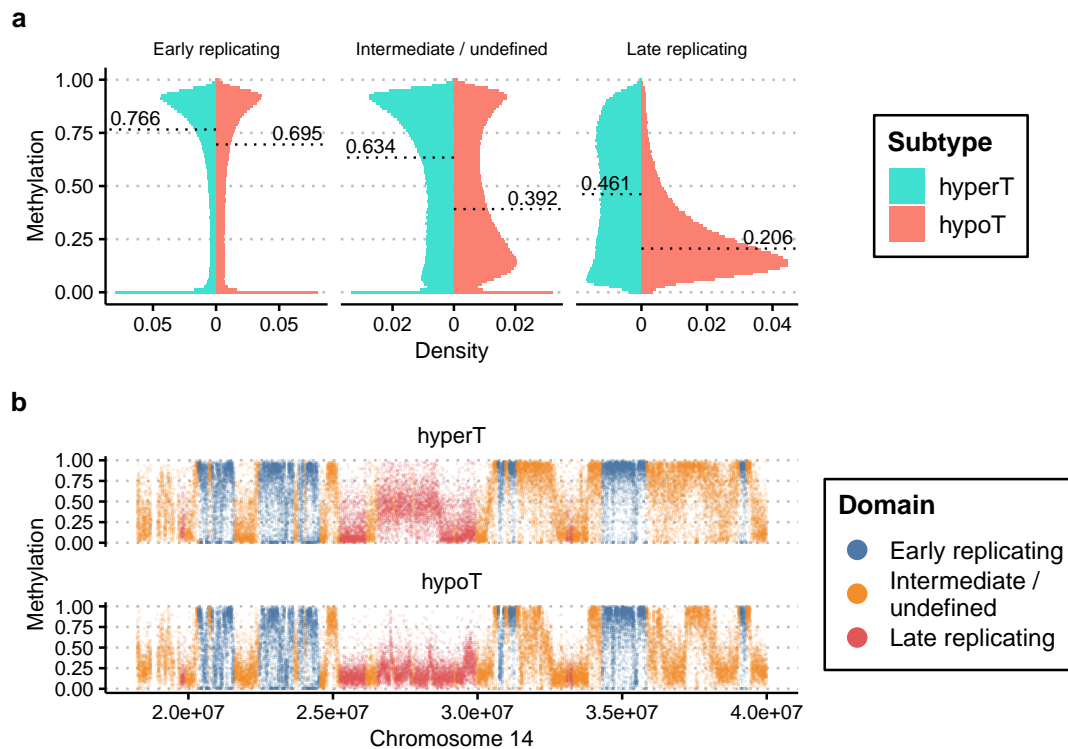 a
Early replicating
Intermediate / undefined
Late replicating
Methylation
1.00
0.75
0.50
0.25
0.00
0.766
0.695
0.634
0.392
0.461
0.206
0.05 0 0.05
0.02 0 0.02
0 0.02 0.04
Density
Subtype
hyperT
hypoT
b
hyperT
1.00
0.75
0.50
0.25
0.00
Methylation
hypoT
1.00
0.75
0.50
0.25
0.00
2.0e+07 2.5e+07 3.0e+07 3.5e+07 4.0e+07
Chromosome 14
Domain
Early replicating
Intermediate /
undefined
Late replicating